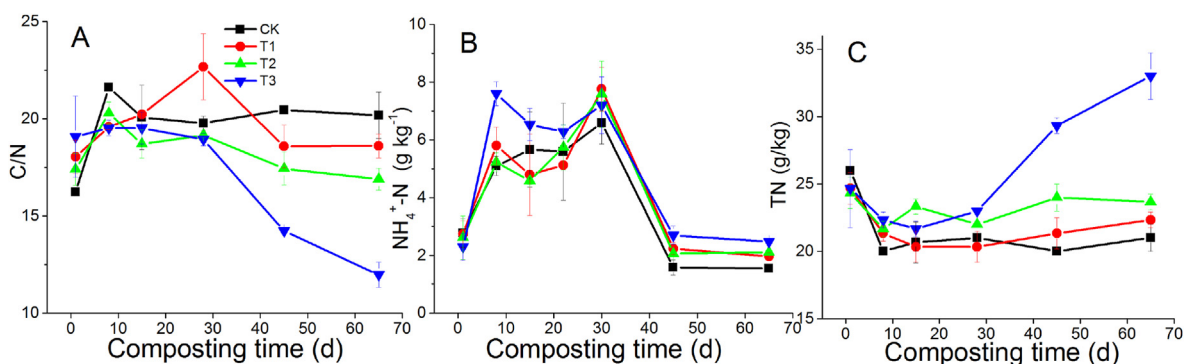 A
CK
T1
T2
T3
C/N
25
20
15
10
0 10 20 30 40 50 60 70
Composting time (d)
B
NH₄⁺-N (g kg⁻¹)
10
8
6
4
2
0
0 10 20 30 40 50 60 70
Composting time (d)
C
TN (g/kg)
35
30
25
20
15
0 10 20 30 40 50 60 70
Composting time (d)